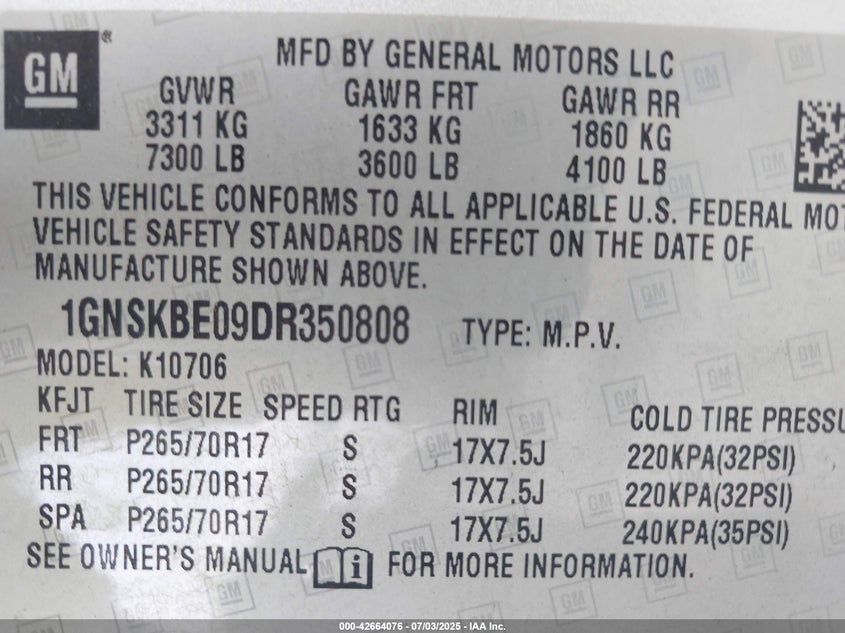 GM
MFD BY GENERAL MOTORS LLC
GVWR GAWR FRT GAWR RR
3311 KG 1633 KG 1860 KG
7300 LB 3600 LB 4100 LB
THIS VEHICLE CONFORMS TO ALL APPLICABLE U.S. FEDERAL MOT
VEHICLE SAFETY STANDARDS IN EFFECT ON THE DATE OF
MANUFACTURE SHOWN ABOVE.
1GNSKBE09DR350808 TYPE: M.P.V.
MODEL: K10706
KFJT TIRE SIZE SPEED RTG RIM COLD TIRE PRESSU
FRT P265/70R17 S 17X7.5J 220KPA(32PSI)
RR P265/70R17 S 17X7.5J 220KPA(32PSI)
SPA P265/70R17 S 17X7.5J 240KPA(35PSI)
SEE OWNER'S MANUAL i FOR MORE INFORMATION.
000-42664076 - 07/03/2025 - IAA Inc.